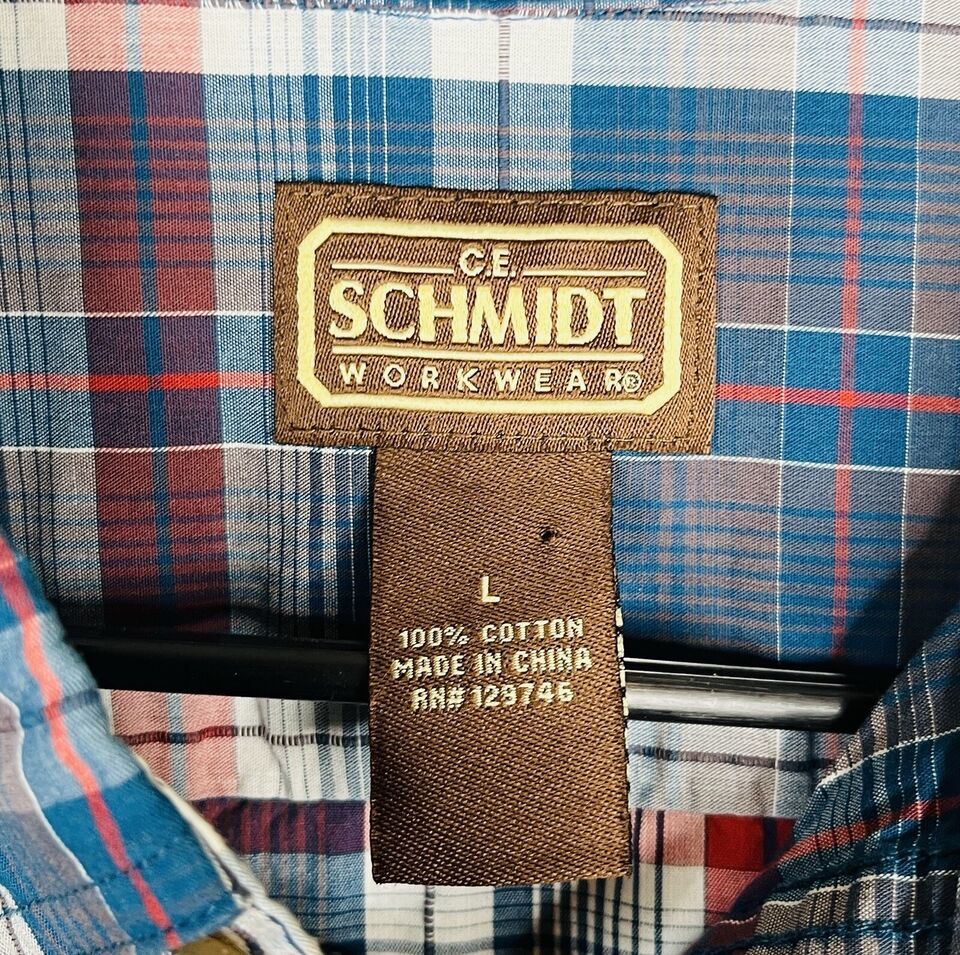 C.E.
SCHMIDT
WORKWEAR®
L
100% COTTON
MADE IN CHINA
RN# 129746